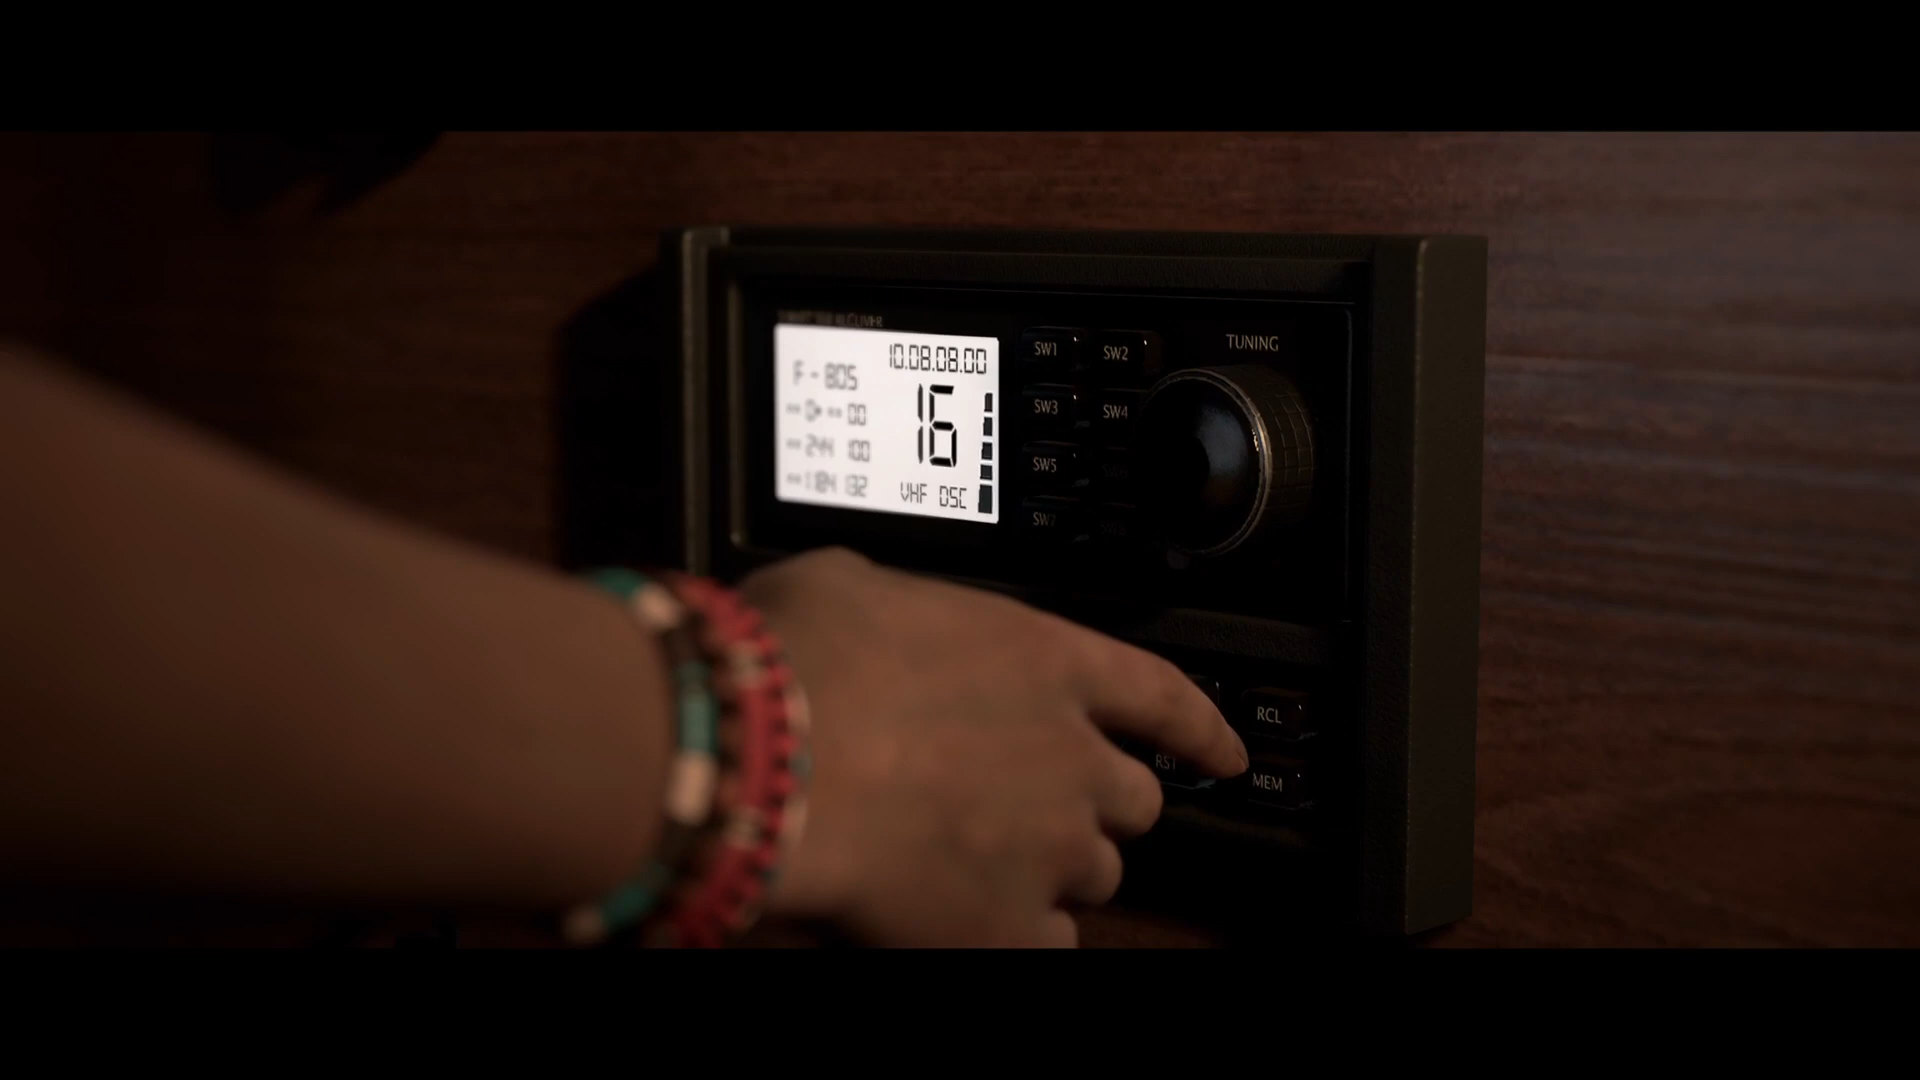 10.08.08.00
F - 805
00
16
244 100
1184 132
VHF DSC
SW1
SW2
TUNING
SW3
SW4
SW5
SW7
RCL
RST
MEM